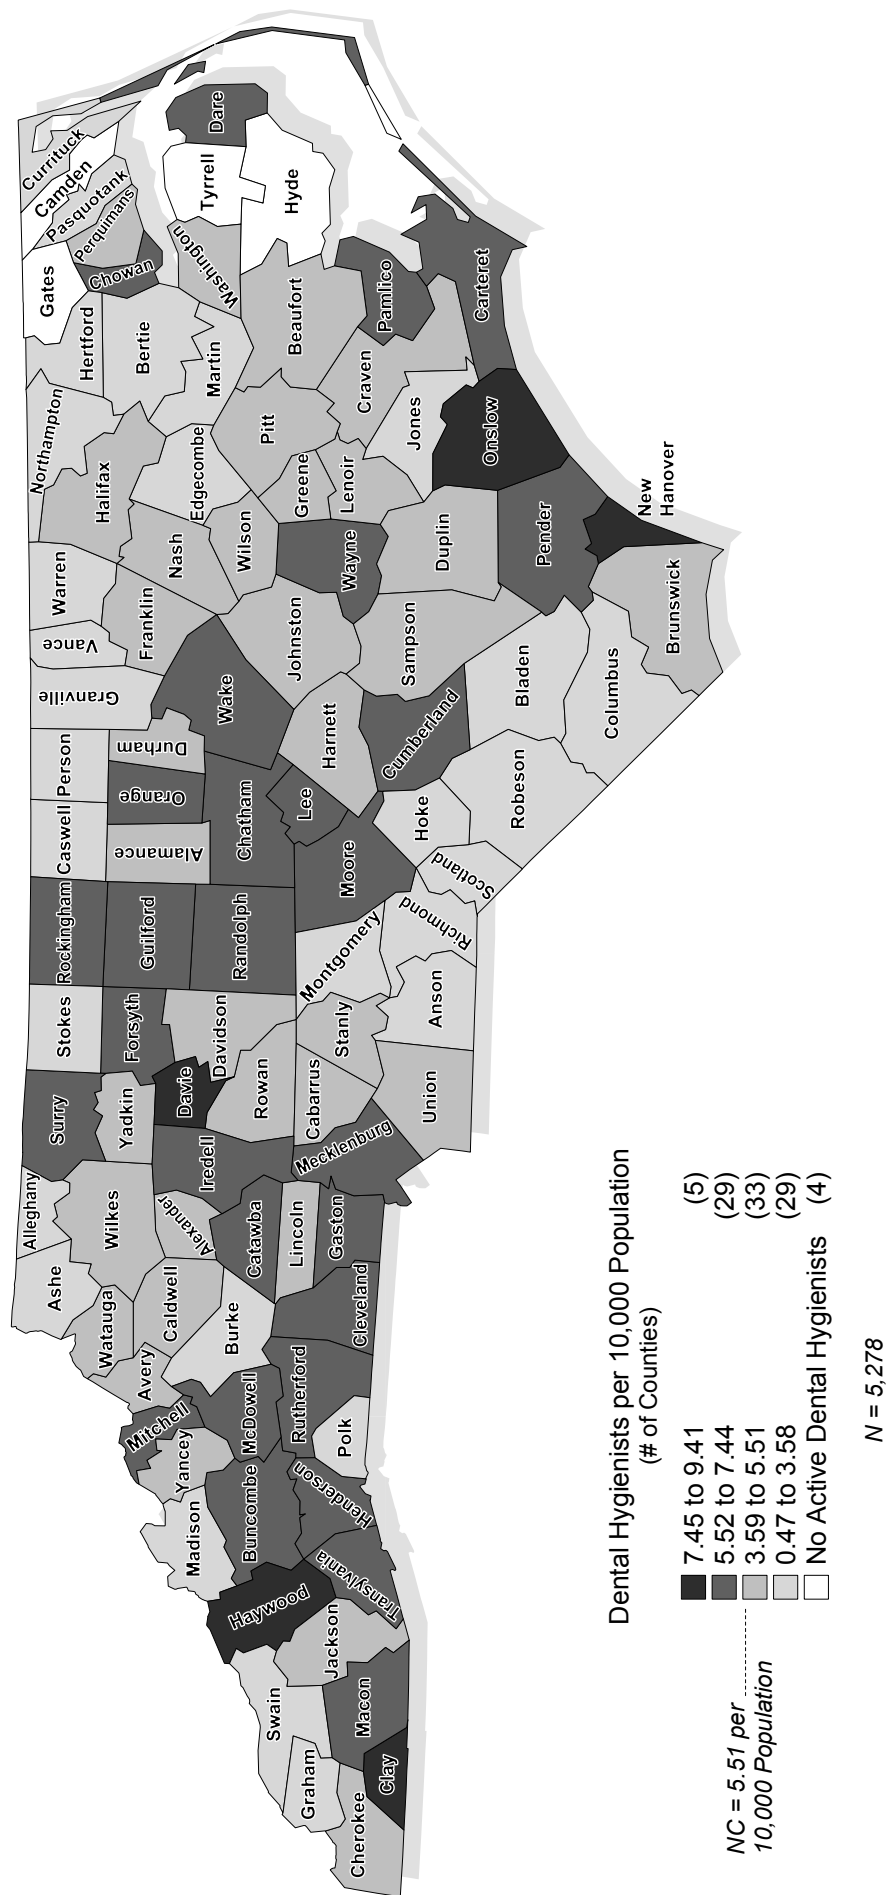 Cherokee
Graham
Clay
Swain
Macon
Jackson
Haywood
Transylvania
Madison
Buncombe
Henderson
Yancey
Mitchell
McDowell
Rutherford
Polk
Avery
Burke
Cleveland
Watauga
Caldwell
Ashe
Alleghany
Wilkes
Alexander
Catawba
Lincoln
Gaston
Surry
Yadkin
Iredell
Mecklenburg
Davie
Rowan
Cabarrus
Stokes
Forsyth
Davidson
Stanly
Union
Anson
Rockingham
Guilford
Randolph
Montgomery
Richmond
Caswell
Alamance
Chatham
Moore
Scotland
Person
Orange
Durham
Lee
Hoke
Robeson
Granville
Wake
Harnett
Cumberland
Bladen
Columbus
Vance
Warren
Franklin
Johnston
Sampson
Brunswick
Nash
Wilson
Wayne
Duplin
Pender
New
Hanover
Northampton
Halifax
Edgecombe
Pitt
Greene
Lenoir
Jones
Onslow
Hertford
Bertie
Martin
Beaufort
Craven
Pamlico
Carteret
Gates
Chowan
Washington
Perquimans
Pasquotank
Camden
Currituck
Tyrrell
Dare
Hyde
Dental Hygienists per 10,000 Population
(# of Counties)
7.45 to 9.41 (5)
5.52 to 7.44 (29)
3.59 to 5.51 (33)
0.47 to 3.58 (29)
No Active Dental Hygienists (4)
NC = 5.51 per
10,000 Population
N = 5,278